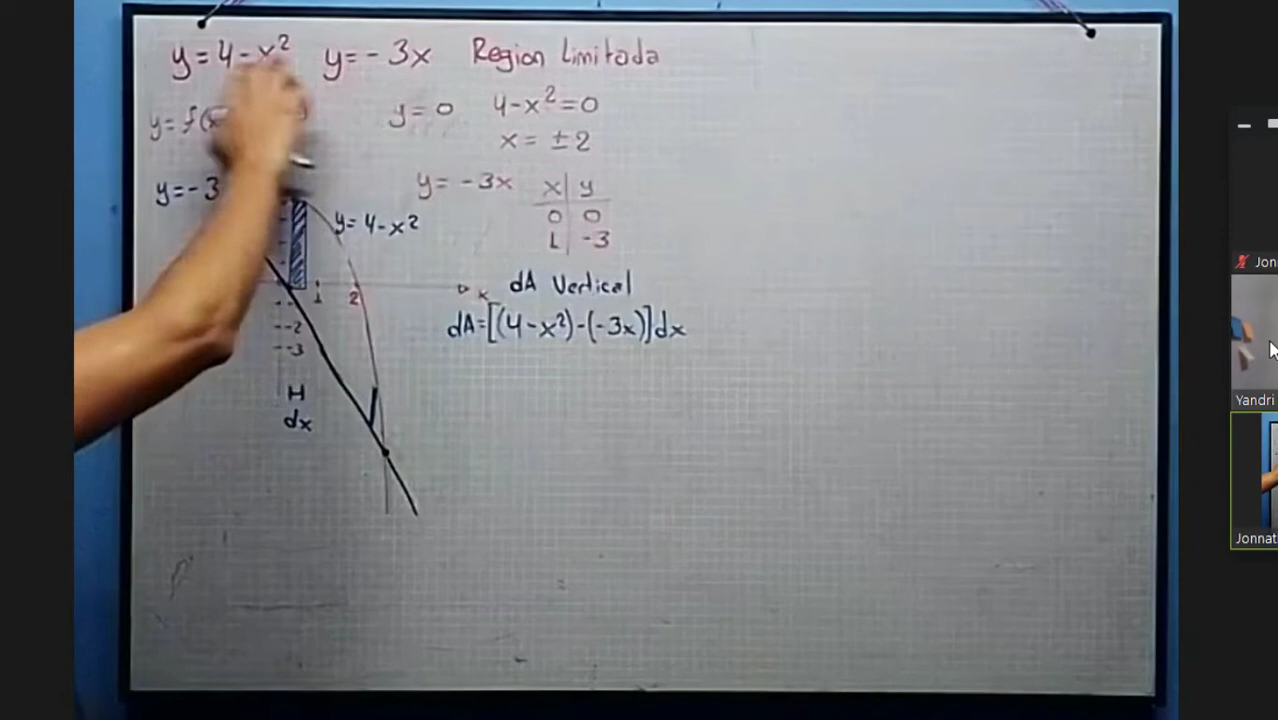 y = 4 - x² y = - 3x Region Limitada
y = f(x y = 0 4 - x² = 0
x = ± 2
y = - 3 y = - 3x x y
0 0
1 -3
y = 4 - x²
1 2 x dA Vertical
dA = [(4 - x²) - (-3x)] dx
-2
-3
H
dx
Jon
Yandri
Jonnat